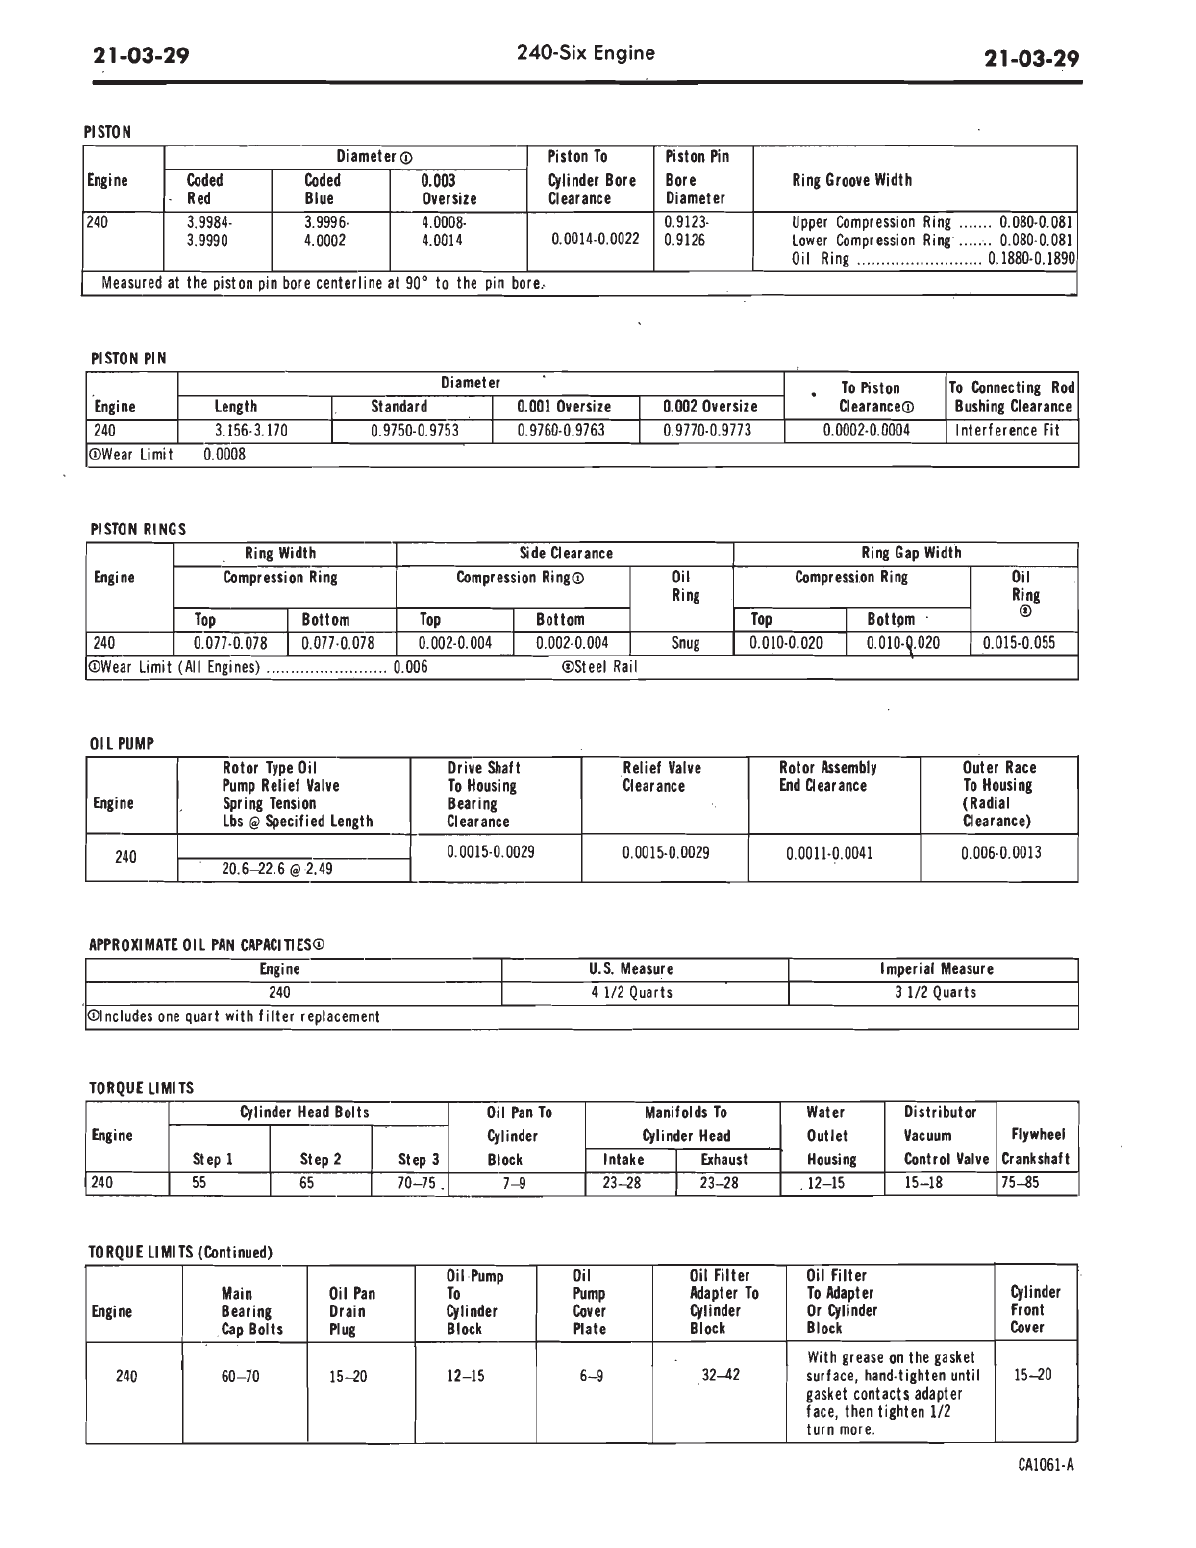 21-03-29 240-Six Engine 21-03-29
PISTON
Diameter① Piston To Piston Pin
Engine Coded Coded 0.003 Cylinder Bore Bore Ring Groove Width
Red Blue Oversize Clearance Diameter
240 3.9984- 3.9996- 4.0008- 0.9123- Upper Compression Ring ....... 0.080-0.081
3.9990 4.0002 4.0014 0.0014-0.0022 0.9126 Lower Compression Ring ....... 0.080-0.081
Oil Ring .......................... 0.1880-0.1890
Measured at the piston pin bore centerline at 90° to the pin bore.
PISTON PIN
Diameter To Piston To Connecting Rod
Engine Length Standard 0.001 Oversize 0.002 Oversize Clearance① Bushing Clearance
240 3.156-3.170 0.9750-0.9753 0.9760-0.9763 0.9770-0.9773 0.0002-0.0004 Interference Fit
①Wear Limit 0.0008
PISTON RINGS
Ring Width Side Clearance Ring Gap Width
Engine Compression Ring Compression Ring① Oil Compression Ring Oil
Ring Ring
②
Top Bottom Top Bottom Top Bottom
240 0.077-0.078 0.077-0.078 0.002-0.004 0.002-0.004 Snug 0.010-0.020 0.010-0.020 0.015-0.055
①Wear Limit (All Engines) ......................... 0.006 ②Steel Rail
OIL PUMP
Rotor Type Oil Drive Shaft Relief Valve Rotor Assembly Outer Race
Pump Relief Valve To Housing Clearance End Clearance To Housing
Engine Spring Tension Bearing (Radial
Lbs @ Specified Length Clearance Clearance)
240 0.0015-0.0029 0.0015-0.0029 0.0011-0.0041 0.006-0.0013
20.6–22.6 @ 2.49
APPROXIMATE OIL PAN CAPACITIES①
Engine U.S. Measure Imperial Measure
240 4 1/2 Quarts 3 1/2 Quarts
①Includes one quart with filter replacement
TORQUE LIMITS
Cylinder Head Bolts Oil Pan To Manifolds To Water Distributor
Engine Cylinder Cylinder Head Outlet Vacuum Flywheel
Step 1 Step 2 Step 3 Block Intake Exhaust Housing Control Valve Crankshaft
240 55 65 70–75 7–9 23–28 23–28 12–15 15–18 75–85
TORQUE LIMITS (Continued)
Oil Pump Oil Oil Filter Oil Filter
Main Oil Pan To Pump Adapter To To Adapter Cylinder
Engine Bearing Drain Cylinder Cover Cylinder Or Cylinder Front
Cap Bolts Plug Block Plate Block Block Cover
With grease on the gasket
240 60–70 15–20 12–15 6–9 32–42 surface, hand-tighten until 15–20
gasket contacts adapter
face, then tighten 1/2
turn more.
CA1061-A